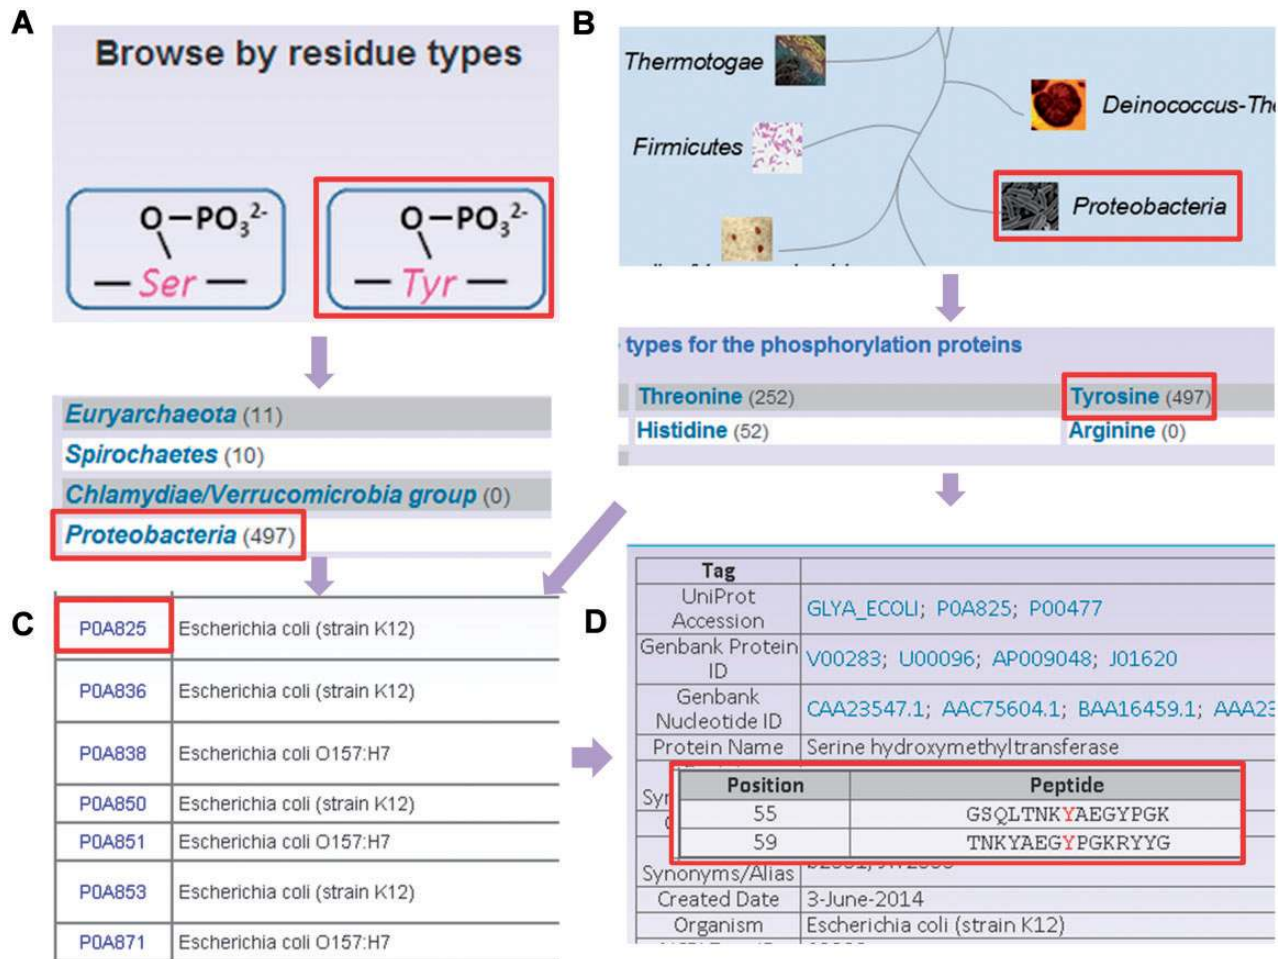 A
Browse by residue types
O—PO₃²⁻
— Ser —
O—PO₃²⁻
— Tyr —
Euryarchaeota (11)
Spirochaetes (10)
Chlamydiae/Verrucomicrobia group (0)
Proteobacteria (497)
B
Thermotogae
Deinococcus-Th
Firmicutes
Proteobacteria
types for the phosphorylation proteins
Threonine (252) Tyrosine (497)
Histidine (52) Arginine (0)
C
P0A825 Escherichia coli (strain K12)
P0A836 Escherichia coli (strain K12)
P0A838 Escherichia coli O157:H7
P0A850 Escherichia coli (strain K12)
P0A851 Escherichia coli O157:H7
P0A853 Escherichia coli (strain K12)
P0A871 Escherichia coli O157:H7
D
Tag
UniProt
Accession
GLYA_ECOLI; P0A825; P00477
Genbank Protein
ID
V00283; U00096; AP009048; J01620
Genbank
Nucleotide ID
CAA23547.1; AAC75604.1; BAA16459.1; AAA23
Protein Name Serine hydroxymethyltransferase
Position Peptide
55 GSQLTNKYAEGYPGK
59 TNKYAEGYPGKRYYG
Synonyms/Alias
Created Date 3-June-2014
Organism Escherichia coli (strain K12)